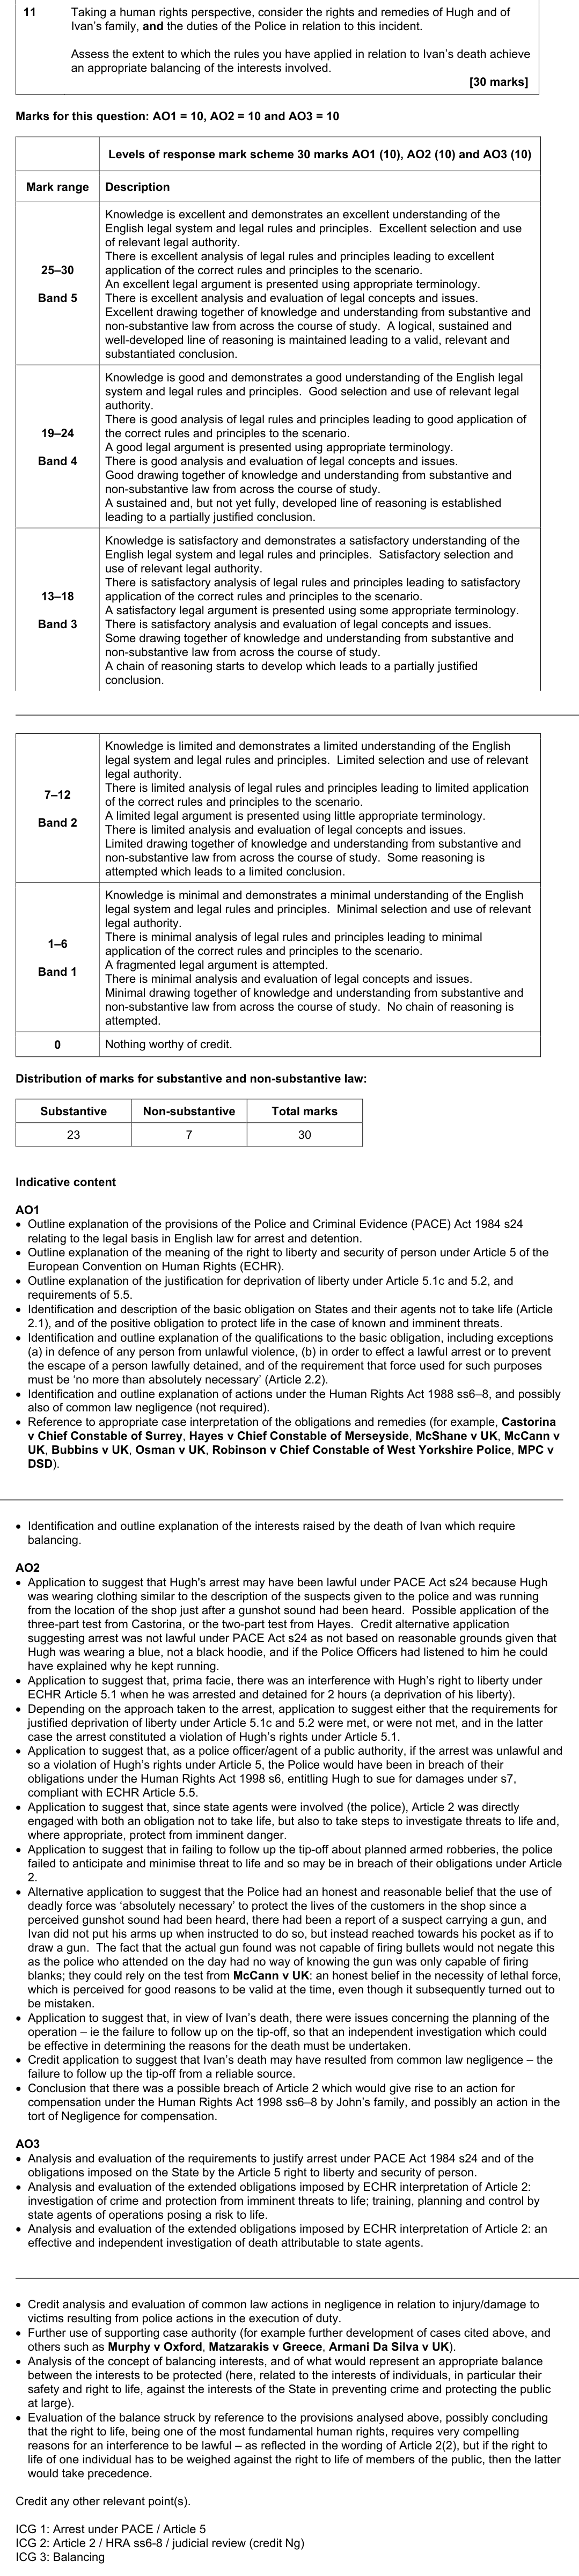 11 Taking a human rights perspective, consider the rights and remedies of Hugh and of
Ivan's family, and the duties of the Police in relation to this incident.
Assess the extent to which the rules you have applied in relation to Ivan's death achieve
an appropriate balancing of the interests involved.
[30 marks]
Marks for this question: AO1 = 10, AO2 = 10 and AO3 = 10
Levels of response mark scheme 30 marks AO1 (10), AO2 (10) and AO3 (10)
Mark range Description
25–30
Band 5
Knowledge is excellent and demonstrates an excellent understanding of the
English legal system and legal rules and principles. Excellent selection and use
of relevant legal authority.
There is excellent analysis of legal rules and principles leading to excellent
application of the correct rules and principles to the scenario.
An excellent legal argument is presented using appropriate terminology.
There is excellent analysis and evaluation of legal concepts and issues.
Excellent drawing together of knowledge and understanding from substantive and
non-substantive law from across the course of study. A logical, sustained and
well-developed line of reasoning is maintained leading to a valid, relevant and
substantiated conclusion.
19–24
Band 4
Knowledge is good and demonstrates a good understanding of the English legal
system and legal rules and principles. Good selection and use of relevant legal
authority.
There is good analysis of legal rules and principles leading to good application of
the correct rules and principles to the scenario.
A good legal argument is presented using appropriate terminology.
There is good analysis and evaluation of legal concepts and issues.
Good drawing together of knowledge and understanding from substantive and
non-substantive law from across the course of study.
A sustained and, but not yet fully, developed line of reasoning is established
leading to a partially justified conclusion.
13–18
Band 3
Knowledge is satisfactory and demonstrates a satisfactory understanding of the
English legal system and legal rules and principles. Satisfactory selection and
use of relevant legal authority.
There is satisfactory analysis of legal rules and principles leading to satisfactory
application of the correct rules and principles to the scenario.
A satisfactory legal argument is presented using some appropriate terminology.
There is satisfactory analysis and evaluation of legal concepts and issues.
Some drawing together of knowledge and understanding from substantive and
non-substantive law from across the course of study.
A chain of reasoning starts to develop which leads to a partially justified
conclusion.
7–12
Band 2
Knowledge is limited and demonstrates a limited understanding of the English
legal system and legal rules and principles. Limited selection and use of relevant
legal authority.
There is limited analysis of legal rules and principles leading to limited application
of the correct rules and principles to the scenario.
A limited legal argument is presented using little appropriate terminology.
There is limited analysis and evaluation of legal concepts and issues.
Limited drawing together of knowledge and understanding from substantive and
non-substantive law from across the course of study. Some reasoning is
attempted which leads to a limited conclusion.
1–6
Band 1
Knowledge is minimal and demonstrates a minimal understanding of the English
legal system and legal rules and principles. Minimal selection and use of relevant
legal authority.
There is minimal analysis of legal rules and principles leading to minimal
application of the correct rules and principles to the scenario.
A fragmented legal argument is attempted.
There is minimal analysis and evaluation of legal concepts and issues.
Minimal drawing together of knowledge and understanding from substantive and
non-substantive law from across the course of study. No chain of reasoning is
attempted.
0 Nothing worthy of credit.
Distribution of marks for substantive and non-substantive law:
Substantive Non-substantive Total marks
23 7 30
Indicative content
AO1
• Outline explanation of the provisions of the Police and Criminal Evidence (PACE) Act 1984 s24
relating to the legal basis in English law for arrest and detention.
• Outline explanation of the meaning of the right to liberty and security of person under Article 5 of the
European Convention on Human Rights (ECHR).
• Outline explanation of the justification for deprivation of liberty under Article 5.1c and 5.2, and
requirements of 5.5.
• Identification and description of the basic obligation on States and their agents not to take life (Article
2.1), and of the positive obligation to protect life in the case of known and imminent threats.
• Identification and outline explanation of the qualifications to the basic obligation, including exceptions
(a) in defence of any person from unlawful violence, (b) in order to effect a lawful arrest or to prevent
the escape of a person lawfully detained, and of the requirement that force used for such purposes
must be 'no more than absolutely necessary' (Article 2.2).
• Identification and outline explanation of actions under the Human Rights Act 1988 ss6–8, and possibly
also of common law negligence (not required).
• Reference to appropriate case interpretation of the obligations and remedies (for example, Castorina
v Chief Constable of Surrey, Hayes v Chief Constable of Merseyside, McShane v UK, McCann v
UK, Bubbins v UK, Osman v UK, Robinson v Chief Constable of West Yorkshire Police, MPC v
DSD).
• Identification and outline explanation of the interests raised by the death of Ivan which require
balancing.
AO2
• Application to suggest that Hugh's arrest may have been lawful under PACE Act s24 because Hugh
was wearing clothing similar to the description of the suspects given to the police and was running
from the location of the shop just after a gunshot sound had been heard. Possible application of the
three-part test from Castorina, or the two-part test from Hayes. Credit alternative application
suggesting arrest was not lawful under PACE Act s24 as not based on reasonable grounds given that
Hugh was wearing a blue, not a black hoodie, and if the Police Officers had listened to him he could
have explained why he kept running.
• Application to suggest that, prima facie, there was an interference with Hugh's right to liberty under
ECHR Article 5.1 when he was arrested and detained for 2 hours (a deprivation of his liberty).
• Depending on the approach taken to the arrest, application to suggest either that the requirements for
justified deprivation of liberty under Article 5.1c and 5.2 were met, or were not met, and in the latter
case the arrest constituted a violation of Hugh's rights under Article 5.1.
• Application to suggest that, as a police officer/agent of a public authority, if the arrest was unlawful and
so a violation of Hugh's rights under Article 5, the Police would have been in breach of their
obligations under the Human Rights Act 1998 s6, entitling Hugh to sue for damages under s7,
compliant with ECHR Article 5.5.
• Application to suggest that, since state agents were involved (the police), Article 2 was directly
engaged with both an obligation not to take life, but also to take steps to investigate threats to life and,
where appropriate, protect from imminent danger.
• Application to suggest that in failing to follow up the tip-off about planned armed robberies, the police
failed to anticipate and minimise threat to life and so may be in breach of their obligations under Article
2.
• Alternative application to suggest that the Police had an honest and reasonable belief that the use of
deadly force was 'absolutely necessary' to protect the lives of the customers in the shop since a
perceived gunshot sound had been heard, there had been a report of a suspect carrying a gun, and
Ivan did not put his arms up when instructed to do so, but instead reached towards his pocket as if to
draw a gun. The fact that the actual gun found was not capable of firing bullets would not negate this
as the police who attended on the day had no way of knowing the gun was only capable of firing
blanks; they could rely on the test from McCann v UK: an honest belief in the necessity of lethal force,
which is perceived for good reasons to be valid at the time, even though it subsequently turned out to
be mistaken.
• Application to suggest that, in view of Ivan's death, there were issues concerning the planning of the
operation – ie the failure to follow up on the tip-off, so that an independent investigation which could
be effective in determining the reasons for the death must be undertaken.
• Credit application to suggest that Ivan's death may have resulted from common law negligence – the
failure to follow up the tip-off from a reliable source.
• Conclusion that there was a possible breach of Article 2 which would give rise to an action for
compensation under the Human Rights Act 1998 ss6–8 by John's family, and possibly an action in the
tort of Negligence for compensation.
AO3
• Analysis and evaluation of the requirements to justify arrest under PACE Act 1984 s24 and of the
obligations imposed on the State by the Article 5 right to liberty and security of person.
• Analysis and evaluation of the extended obligations imposed by ECHR interpretation of Article 2:
investigation of crime and protection from imminent threats to life; training, planning and control by
state agents of operations posing a risk to life.
• Analysis and evaluation of the extended obligations imposed by ECHR interpretation of Article 2: an
effective and independent investigation of death attributable to state agents.
• Credit analysis and evaluation of common law actions in negligence in relation to injury/damage to
victims resulting from police actions in the execution of duty.
• Further use of supporting case authority (for example further development of cases cited above, and
others such as Murphy v Oxford, Matzarakis v Greece, Armani Da Silva v UK).
• Analysis of the concept of balancing interests, and of what would represent an appropriate balance
between the interests to be protected (here, related to the interests of individuals, in particular their
safety and right to life, against the interests of the State in preventing crime and protecting the public
at large).
• Evaluation of the balance struck by reference to the provisions analysed above, possibly concluding
that the right to life, being one of the most fundamental human rights, requires very compelling
reasons for an interference to be lawful – as reflected in the wording of Article 2(2), but if the right to
life of one individual has to be weighed against the right to life of members of the public, then the latter
would take precedence.
Credit any other relevant point(s).
ICG 1: Arrest under PACE / Article 5
ICG 2: Article 2 / HRA ss6-8 / judicial review (credit Ng)
ICG 3: Balancing